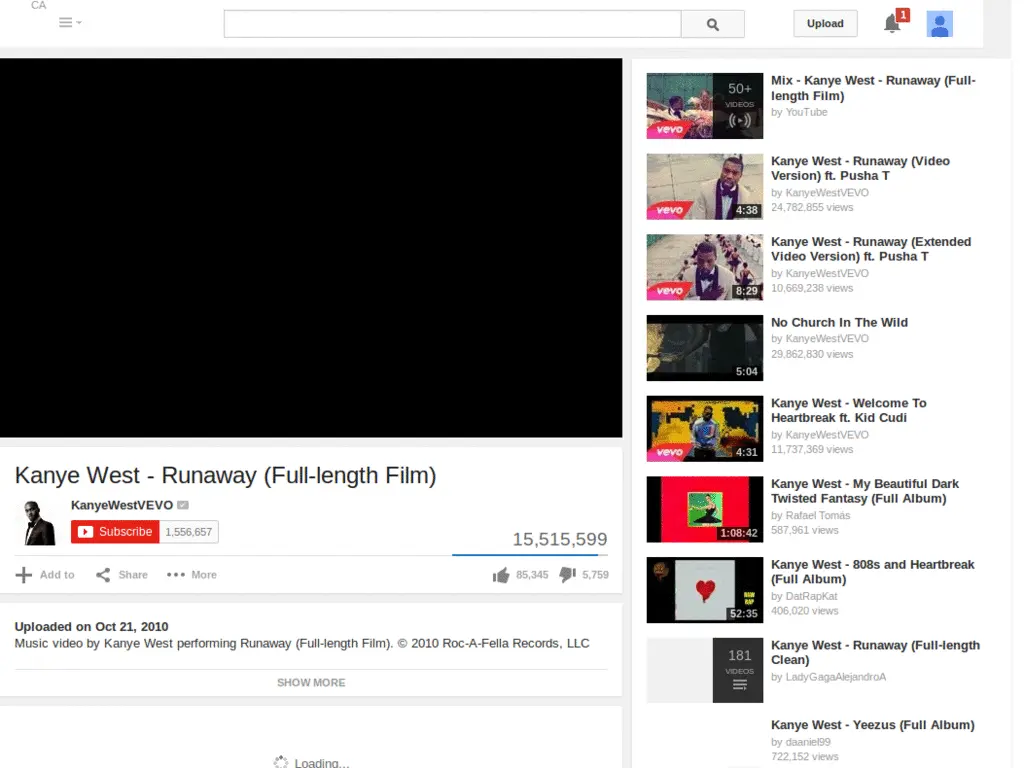 CA
Upload
1
50+
VIDEOS
vevo
Mix - Kanye West - Runaway (Full-
length Film)
by YouTube
vevo
4:38
Kanye West - Runaway (Video
Version) ft. Pusha T
by KanyeWestVEVO
24,782,855 views
vevo
8:29
Kanye West - Runaway (Extended
Video Version) ft. Pusha T
by KanyeWestVEVO
10,669,238 views
5:04
No Church In The Wild
by KanyeWestVEVO
29,862,830 views
vevo
4:31
Kanye West - Welcome To
Heartbreak ft. Kid Cudi
by KanyeWestVEVO
11,737,369 views
1:08:42
Kanye West - My Beautiful Dark
Twisted Fantasy (Full Album)
by Rafael Tomás
587,961 views
RAW
RAP
52:35
Kanye West - 808s and Heartbreak
(Full Album)
by DatRapKat
406,020 views
181
VIDEOS
Kanye West - Runaway (Full-length
Clean)
by LadyGagaAlejandroA
Kanye West - Yeezus (Full Album)
by daaniel99
722,152 views
Kanye West - Runaway (Full-length Film)
KanyeWestVEVO
Subscribe 1,556,657
15,515,599
Add to Share More 85,345 5,759
Uploaded on Oct 21, 2010
Music video by Kanye West performing Runaway (Full-length Film). © 2010 Roc-A-Fella Records, LLC
SHOW MORE
Loading...